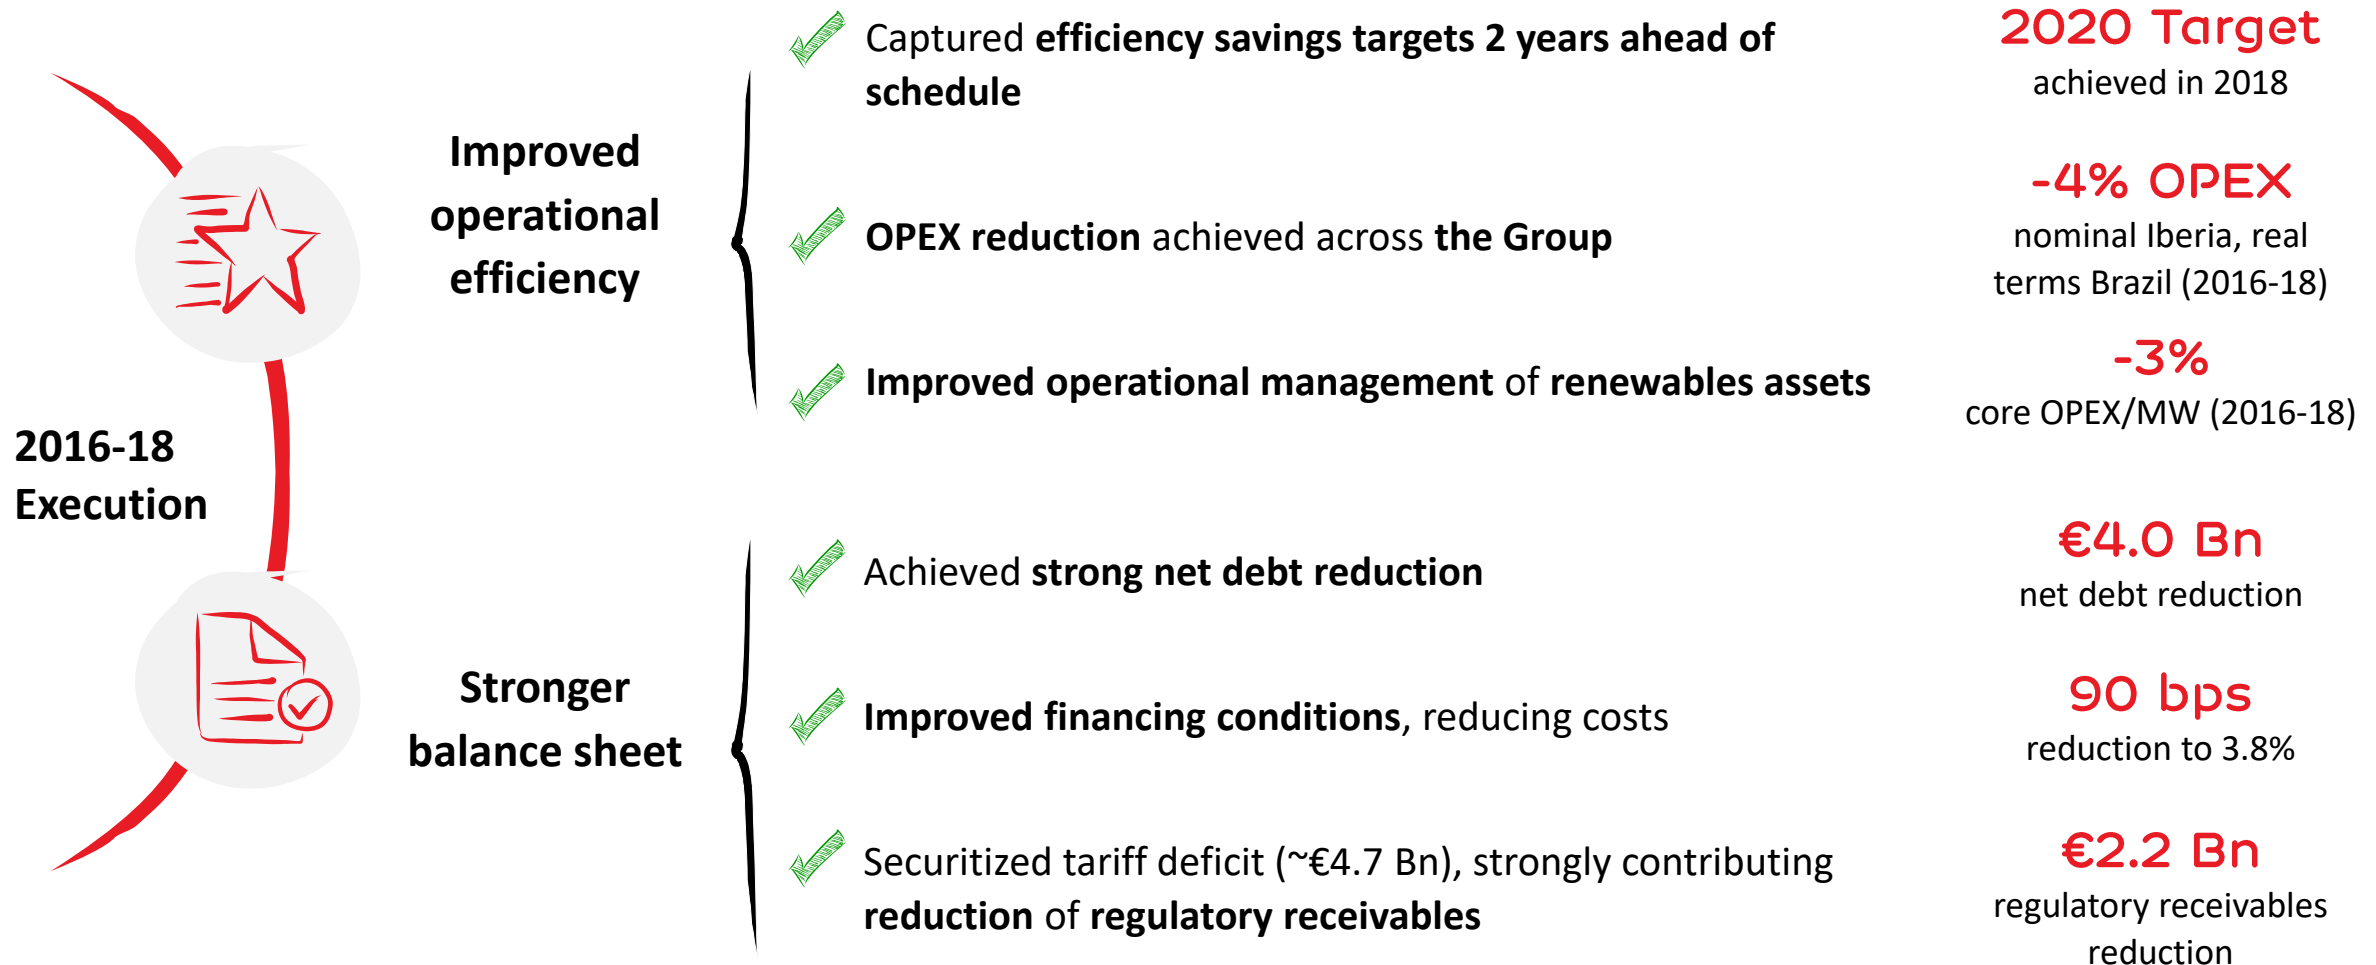 2016-18
Execution
Improved
operational
efficiency
Captured efficiency savings targets 2 years ahead of
schedule
2020 Target
achieved in 2018
OPEX reduction achieved across the Group
-4% OPEX
nominal Iberia, real
terms Brazil (2016-18)
Improved operational management of renewables assets
-3%
core OPEX/MW (2016-18)
Stronger
balance sheet
Achieved strong net debt reduction
€4.0 Bn
net debt reduction
Improved financing conditions, reducing costs
90 bps
reduction to 3.8%
Securitized tariff deficit (~€4.7 Bn), strongly contributing
reduction of regulatory receivables
€2.2 Bn
regulatory receivables
reduction